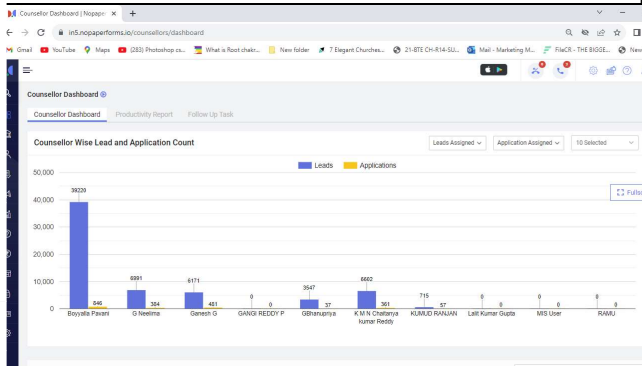 Counsellor Dashboard | Nopape
in5.nopaperforms.io/counsellors/dashboard
Gmail YouTube Maps (283) Photoshop cs... What is Root chakr... New folder 7 Elegant Churches... 21-BTE CH-R14-SU... Mail - Marketing M... FileCR - THE BIGGE... New
Counsellor Dashboard
Counsellor Dashboard Productivity Report Follow Up Task
Counsellor Wise Lead and Application Count Leads Assigned Application Assigned 10 Selected
Leads Applications
50,000
40,000
30,000
20,000
10,000
0
39220 846
6991 384
6171 481
0 0
3547 37
6602 361
715 57
0 0
0 0
0 0
Boyyalla Pavani G Neelima Ganesh G GANGI REDDY P GBhanupriya K M N Chaitanya kumar Reddy KUMUD RANJAN Lalit Kumar Gupta MIS User RAMU